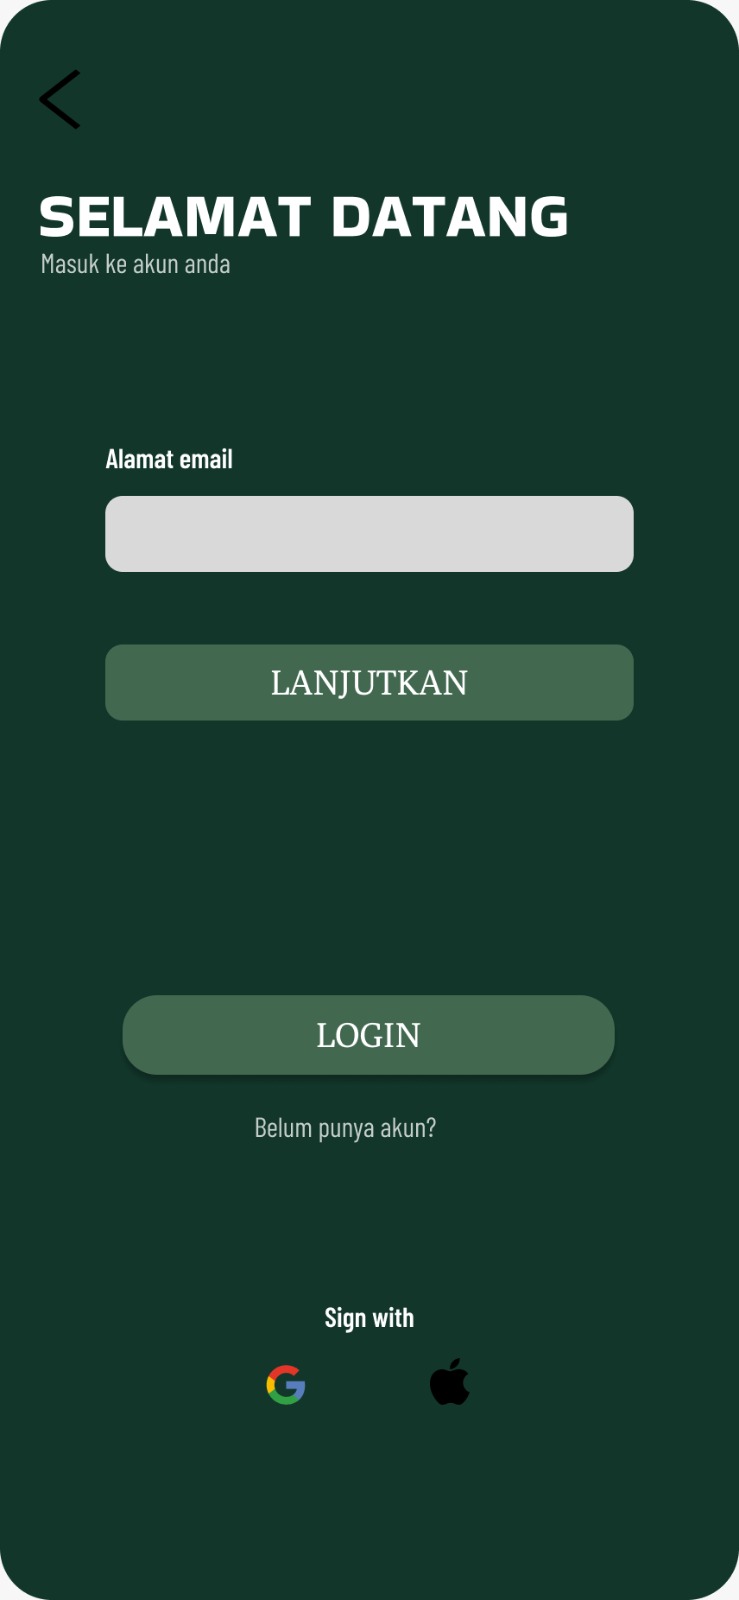 SELAMAT DATANG
Masuk ke akun anda
Alamat email
LANJUTKAN
LOGIN
Belum punya akun?
Sign with